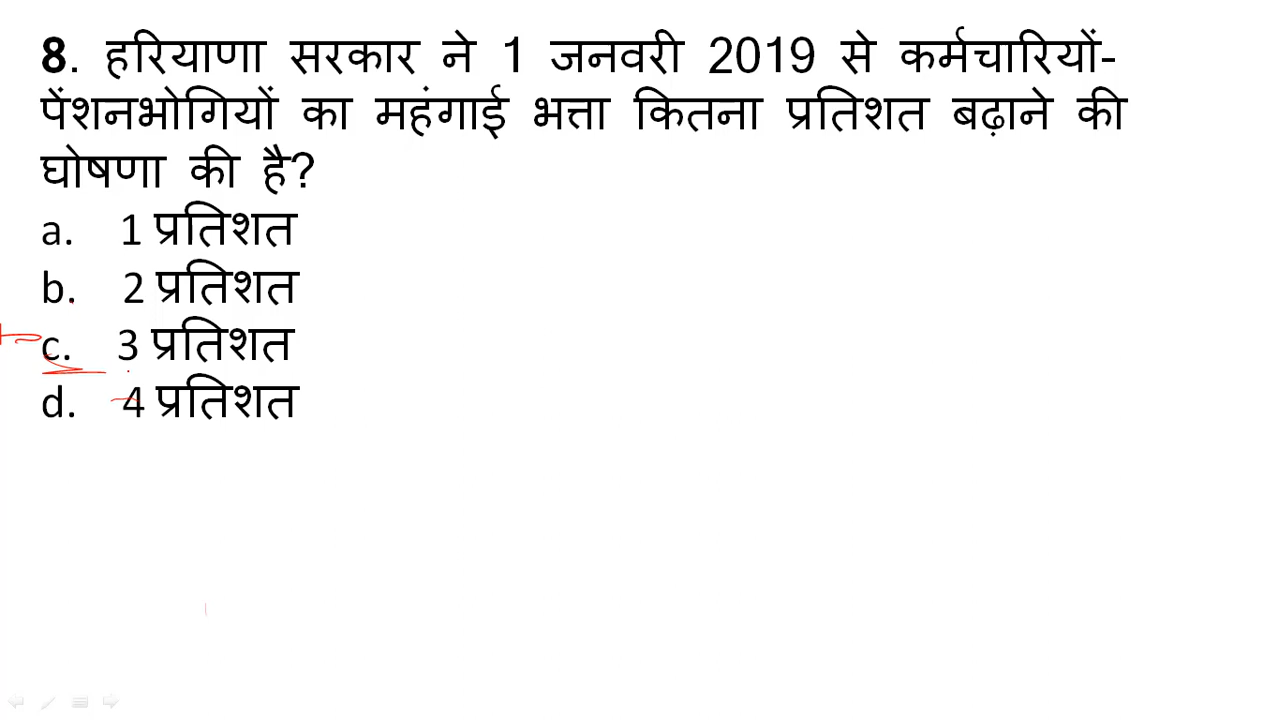 8. हरियाणा सरकार ने 1 जनवरी 2019 से कर्मचारियों-
पेंशनभोगियों का महंगाई भत्ता कितना प्रतिशत बढ़ाने की
घोषणा की है?
a. 1 प्रतिशत
b. 2 प्रतिशत
c. 3 प्रतिशत
d. 4 प्रतिशत